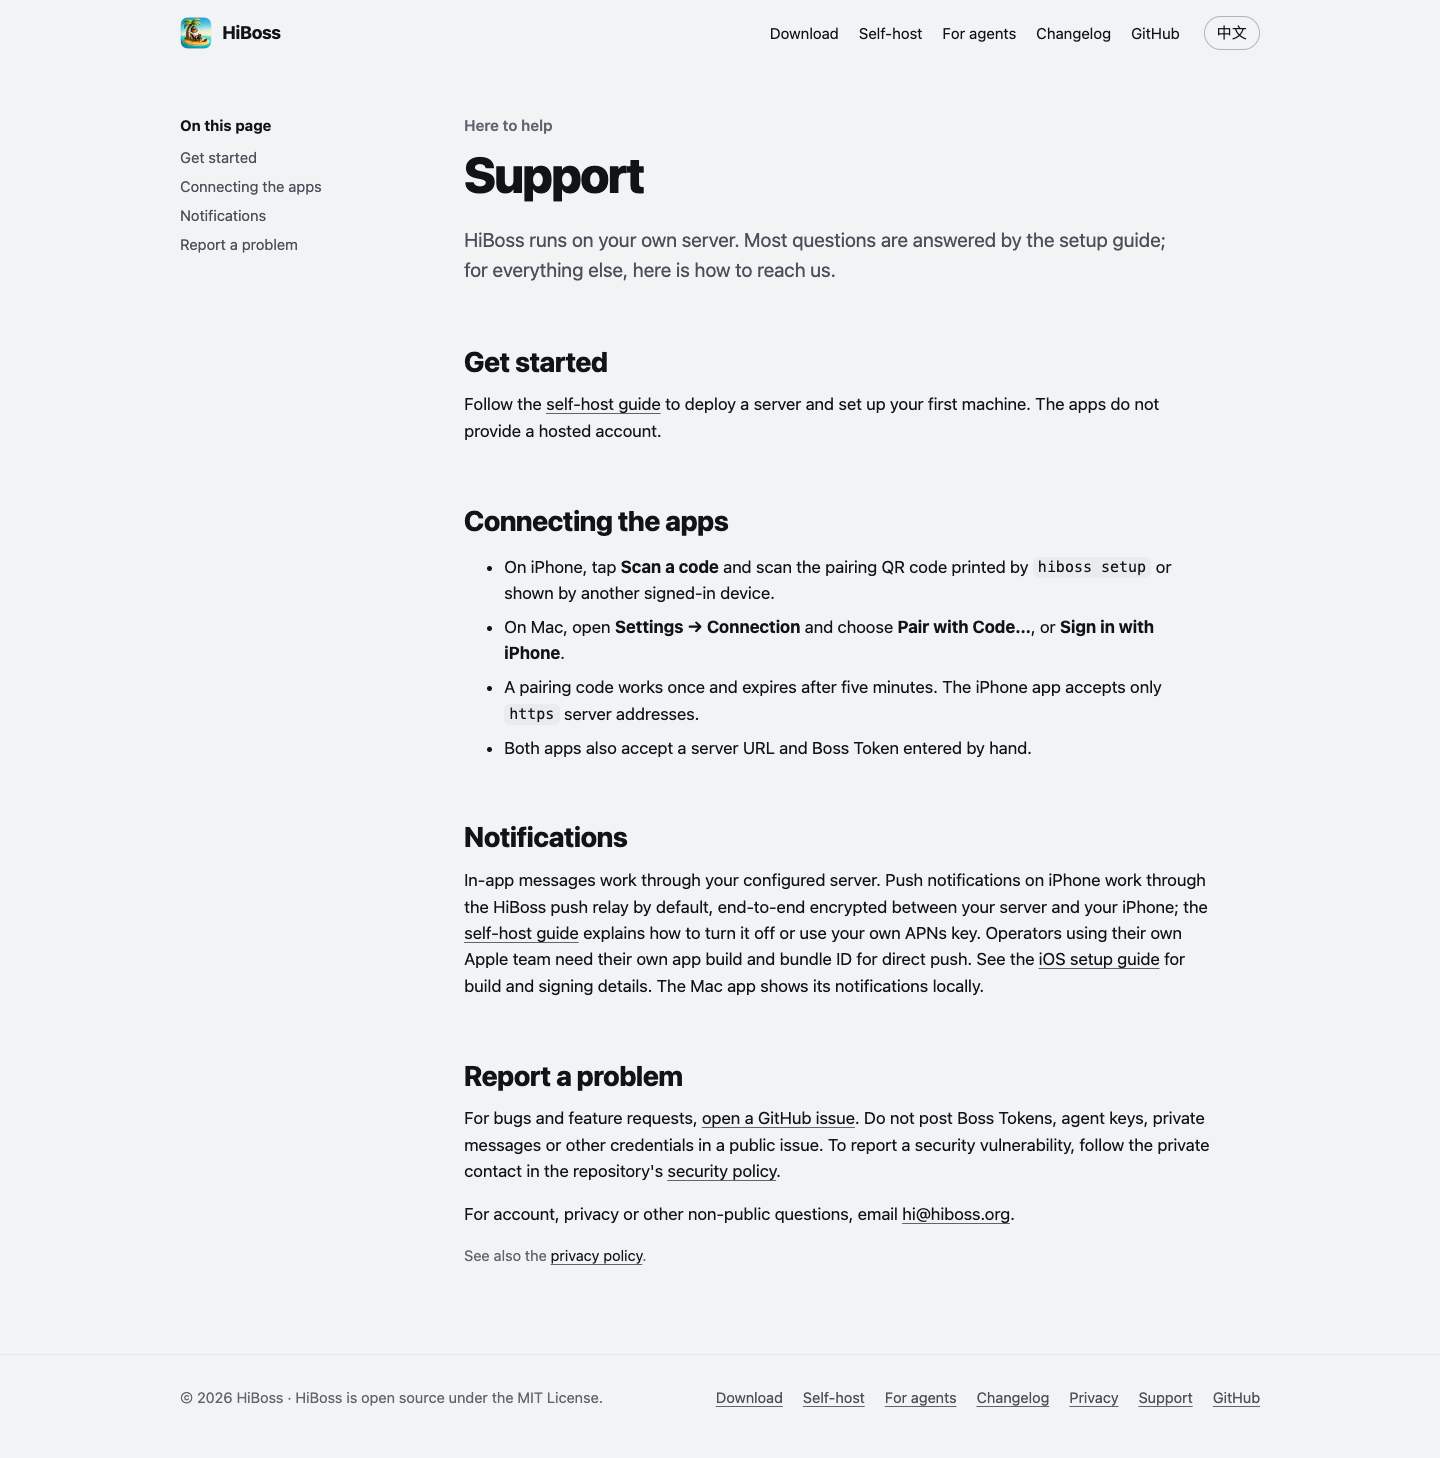 HiBoss
Download
Self-host
For agents
Changelog
GitHub
中文
On this page
Get started
Connecting the apps
Notifications
Report a problem
Here to help
Support
HiBoss runs on your own server. Most questions are answered by the setup guide;
for everything else, here is how to reach us.
Get started
Follow the self-host guide to deploy a server and set up your first machine. The apps do not
provide a hosted account.
Connecting the apps
• On iPhone, tap Scan a code and scan the pairing QR code printed by hiboss setup or
shown by another signed-in device.
• On Mac, open Settings → Connection and choose Pair with Code…, or Sign in with
iPhone.
• A pairing code works once and expires after five minutes. The iPhone app accepts only
https server addresses.
• Both apps also accept a server URL and Boss Token entered by hand.
Notifications
In-app messages work through your configured server. Push notifications on iPhone work through
the HiBoss push relay by default, end-to-end encrypted between your server and your iPhone; the
self-host guide explains how to turn it off or use your own APNs key. Operators using their own
Apple team need their own app build and bundle ID for direct push. See the iOS setup guide for
build and signing details. The Mac app shows its notifications locally.
Report a problem
For bugs and feature requests, open a GitHub issue. Do not post Boss Tokens, agent keys, private
messages or other credentials in a public issue. To report a security vulnerability, follow the private
contact in the repository's security policy.
For account, privacy or other non-public questions, email hi@hiboss.org.
See also the privacy policy.
© 2026 HiBoss · HiBoss is open source under the MIT License.
Download
Self-host
For agents
Changelog
Privacy
Support
GitHub